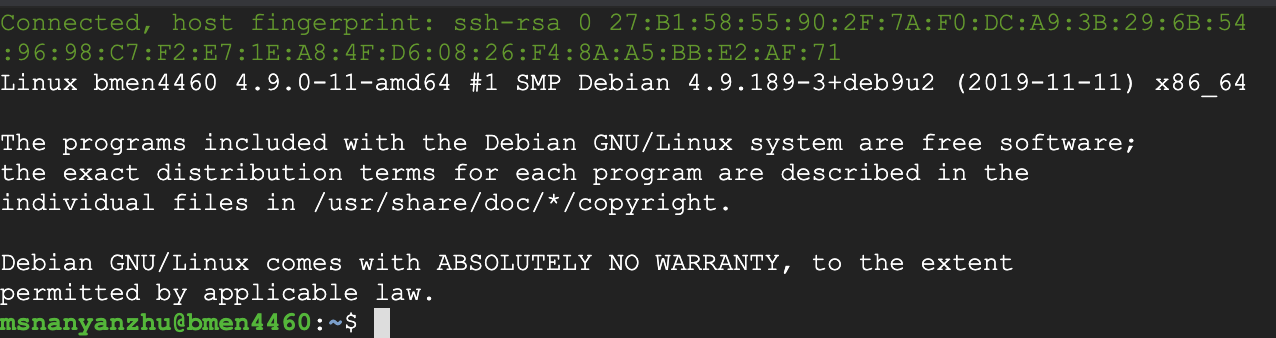 Connected, host fingerprint: ssh-rsa 0 27:B1:58:55:90:2F:7A:F0:DC:A9:3B:29:6B:54
:96:98:C7:F2:E7:1E:A8:4F:D6:08:26:F4:8A:A5:BB:E2:AF:71
Linux bmen4460 4.9.0-11-amd64 #1 SMP Debian 4.9.189-3+deb9u2 (2019-11-11) x86_64
The programs included with the Debian GNU/Linux system are free software;
the exact distribution terms for each program are described in the
individual files in /usr/share/doc/*/copyright.
Debian GNU/Linux comes with ABSOLUTELY NO WARRANTY, to the extent
permitted by applicable law.
msnanyanzhu@bmen4460:~$